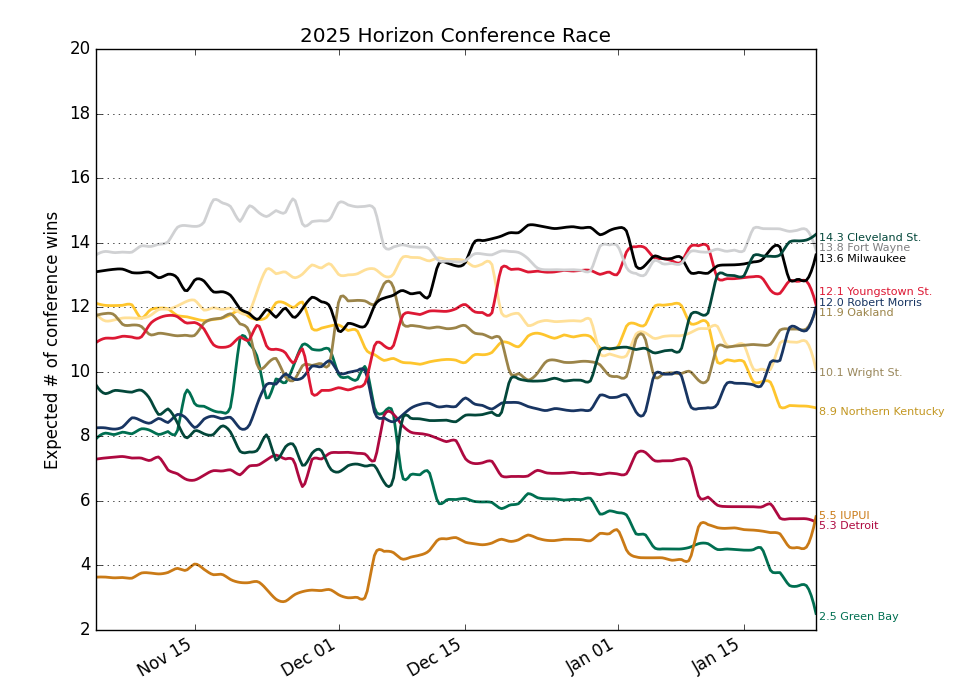 2025 Horizon Conference Race
Expected # of conference wins
20
18
16
14
12
10
8
6
4
2
Nov 15
Dec 01
Dec 15
Jan 01
Jan 15
14.3 Cleveland St.
13.8 Fort Wayne
13.6 Milwaukee
12.1 Youngstown St.
12.0 Robert Morris
11.9 Oakland
10.1 Wright St.
8.9 Northern Kentucky
5.5 IUPUI
5.3 Detroit
2.5 Green Bay